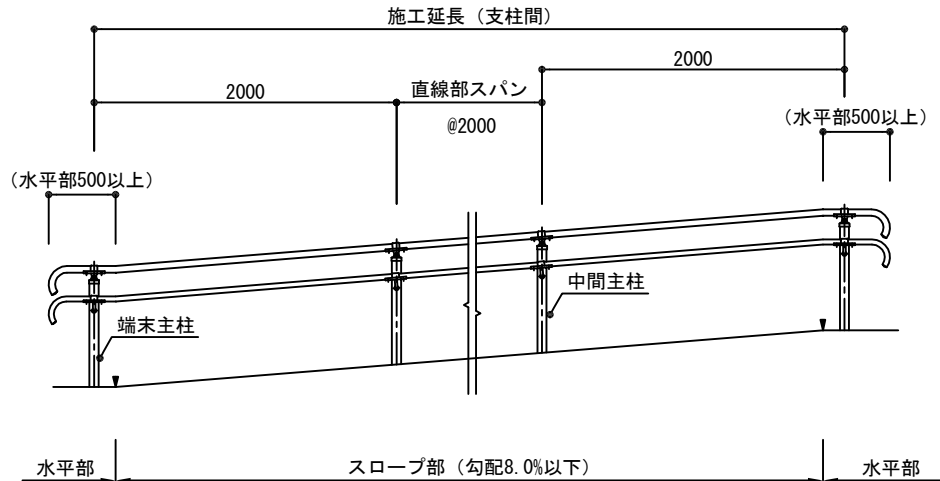 施工延長（支柱間）
2000
2000
直線部スパン
@2000
（水平部500以上）
（水平部500以上）
中間主柱
端末主柱
水平部
スロープ部（勾配8.0%以下）
水平部